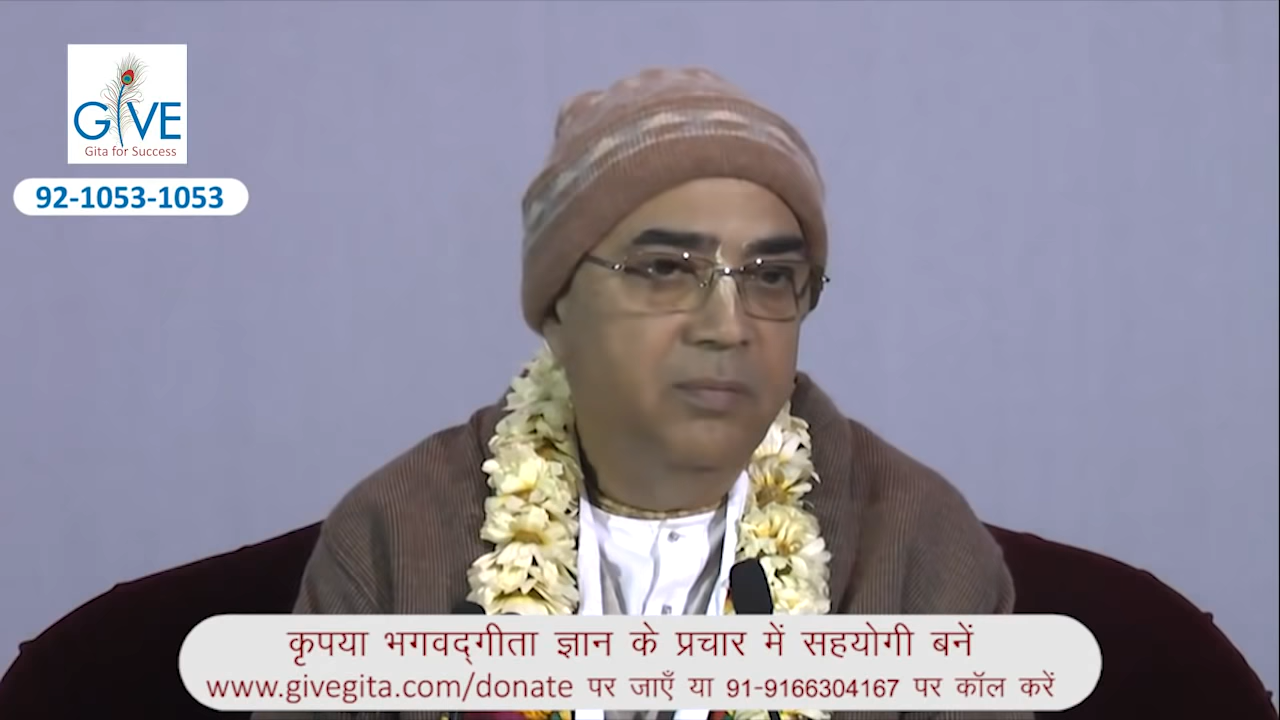 GIVE
Gita for Success
92-1053-1053
कृपया भगवद्गीता ज्ञान के प्रचार में सहयोगी बनें
www.givegita.com/donate पर जाएँ या 91-9166304167 पर कॉल करें